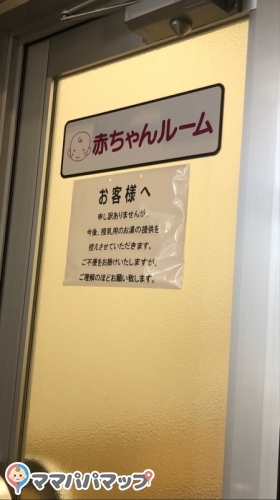 赤ちゃんルーム
お客様へ
申し訳ありませんが、
今後、授乳用のお湯の提供を
控えさせていただきます。
ご不便をお掛けいたしますが、
ご理解のほどお願い致します。
ママパパマップ